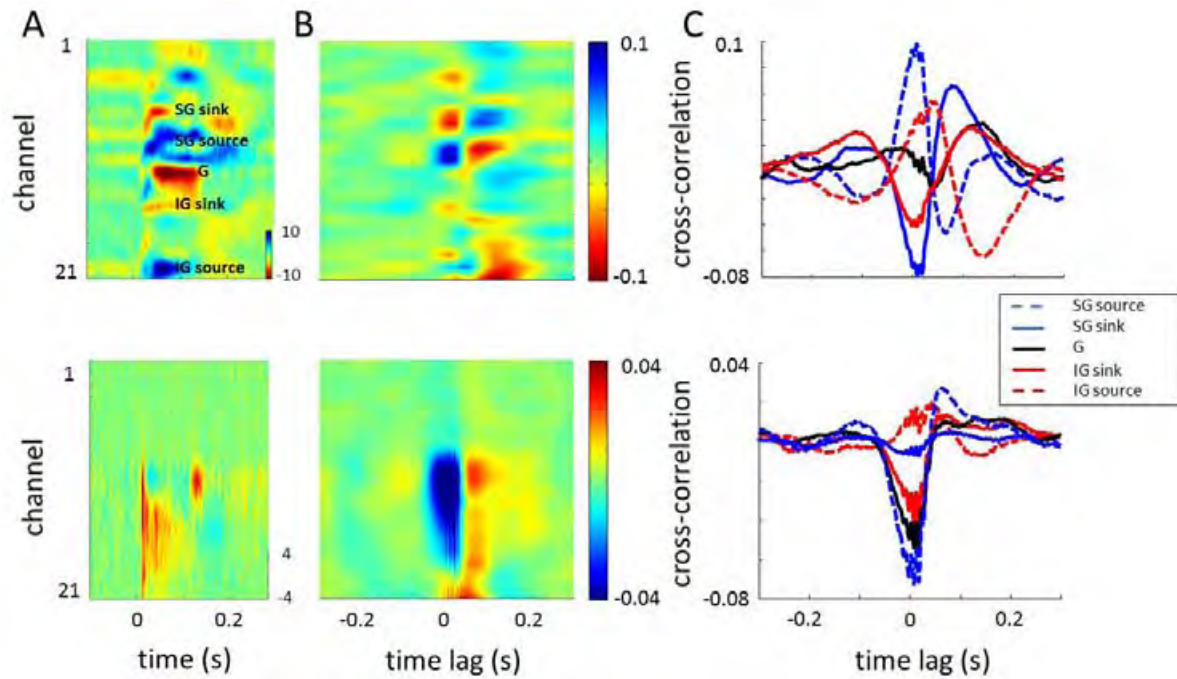 A
B
C
1
channel
21
SG sink
SG source
G
IG sink
IG source
10
-10
0.1
-0.1
cross-correlation
0.1
-0.08
SG source
SG sink
G
IG sink
IG source
1
channel
21
4
-4
0 0.2
time (s)
0.04
-0.04
-0.2 0 0.2
time lag (s)
cross-correlation
0.04
-0.08
-0.2 0 0.2
time lag (s)